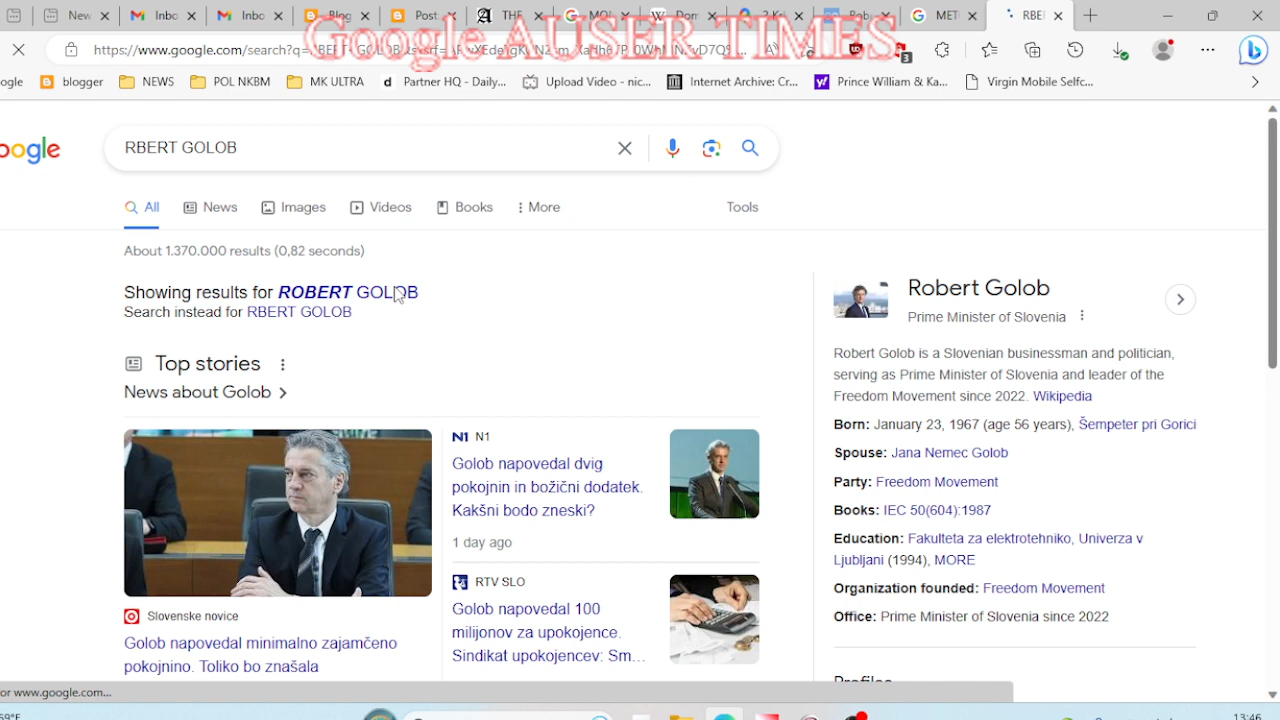 New
Inbo
Inbo
Blog
Post
THE
MO
Dom
2 Kri
Rob
MET
RBE
Google AUSER TIMES
https://www.google.com/search?q=
3
ogle
blogger
NEWS
POL NKBM
MK ULTRA
Partner HQ - Daily...
Upload Video - nic...
Internet Archive: Cr...
Prince William & Ka...
Virgin Mobile Selfc...
oogle
RBERT GOLOB
All
News
Images
Videos
Books
More
Tools
About 1.370.000 results (0,82 seconds)
Showing results for ROBERT GOLOB
Search instead for RBERT GOLOB
Top stories
News about Golob
Slovenske novice
Golob napovedal minimalno zajamčeno
pokojnino. Toliko bo znašala
N1 N1
Golob napovedal dvig
pokojnin in božični dodatek.
Kakšni bodo zneski?
1 day ago
RTV SLO
Golob napovedal 100
milijonov za upokojence.
Sindikat upokojencev: Sm...
Robert Golob
Prime Minister of Slovenia
Robert Golob is a Slovenian businessman and politician,
serving as Prime Minister of Slovenia and leader of the
Freedom Movement since 2022. Wikipedia
Born: January 23, 1967 (age 56 years), Šempeter pri Gorici
Spouse: Jana Nemec Golob
Party: Freedom Movement
Books: IEC 50(604):1987
Education: Fakulteta za elektrotehniko, Univerza v
Ljubljani (1994), MORE
Organization founded: Freedom Movement
Office: Prime Minister of Slovenia since 2022
Profiles
or www.google.com...
59°F
13:46